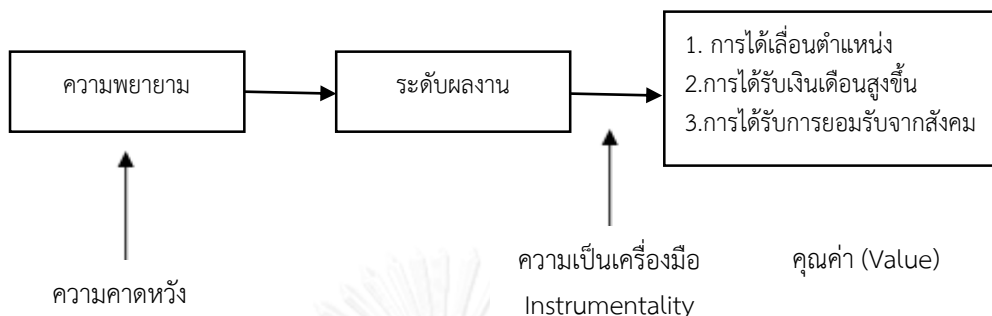 ความพยายาม
ระดับผลงาน
1. การได้เลื่อนตำแหน่ง
2.การได้รับเงินเดือนสูงขึ้น
3.การได้รับการยอมรับจากสังคม
ความคาดหวัง
ความเป็นเครื่องมือ
Instrumentality
คุณค่า (Value)